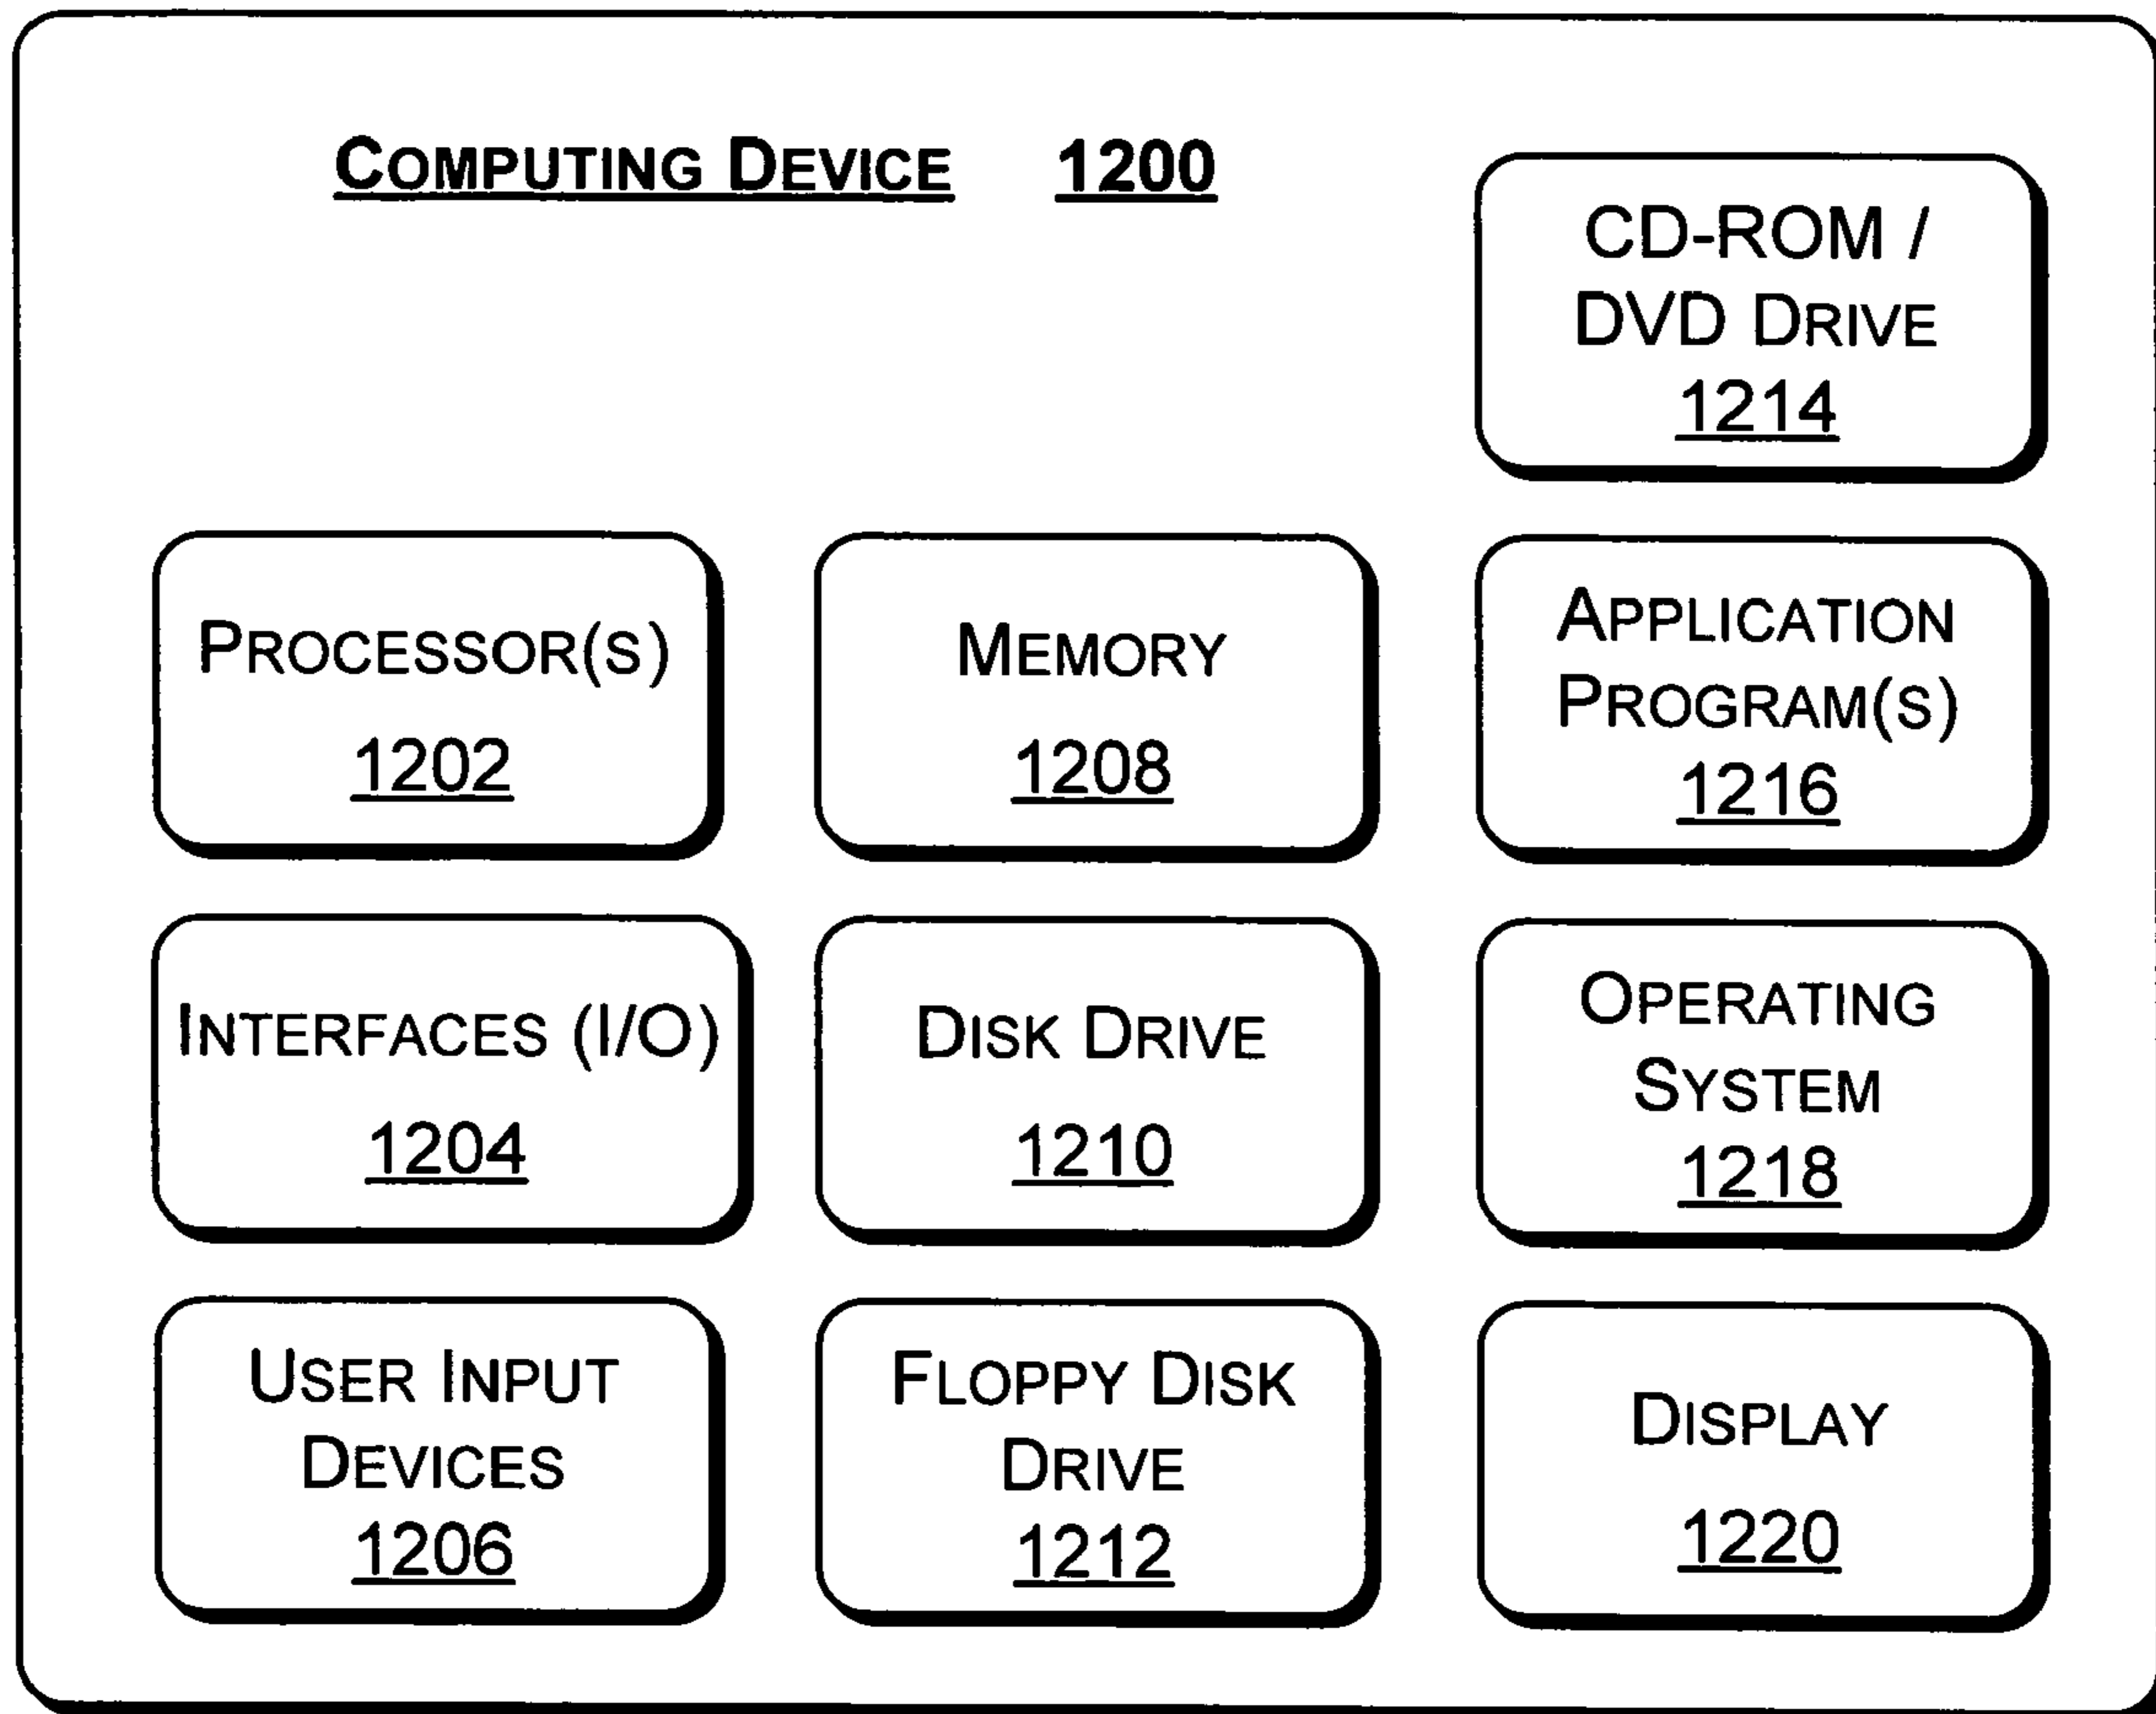 COMPUTING DEVICE 1200
CD-ROM /
DVD DRIVE
1214
PROCESSOR(S)
1202
MEMORY
1208
APPLICATION
PROGRAM(S)
1216
INTERFACES (I/O)
1204
DISK DRIVE
1210
OPERATING
SYSTEM
1218
USER INPUT
DEVICES
1206
FLOPPY DISK
DRIVE
1212
DISPLAY
1220